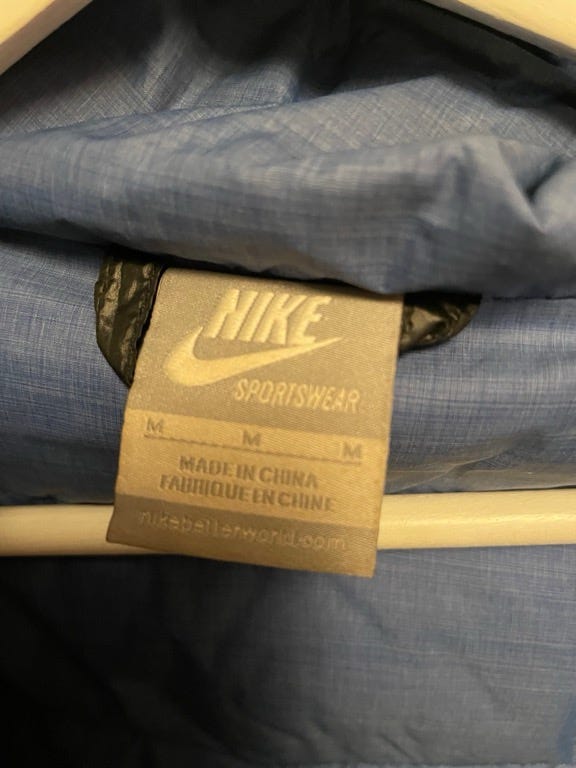 NIKE
SPORTSWEAR
M M M
MADE IN CHINA
FABRIQUE EN CHINE
nikebetterworld.com